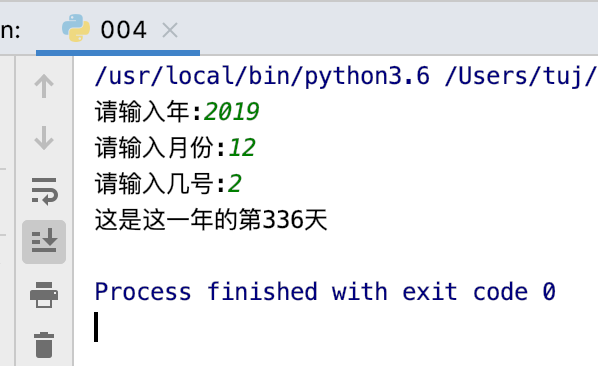 n:
004
/usr/local/bin/python3.6 /Users/tuj/
请输入年:2019
请输入月份:12
请输入几号:2
这是这一年的第336天
Process finished with exit code 0